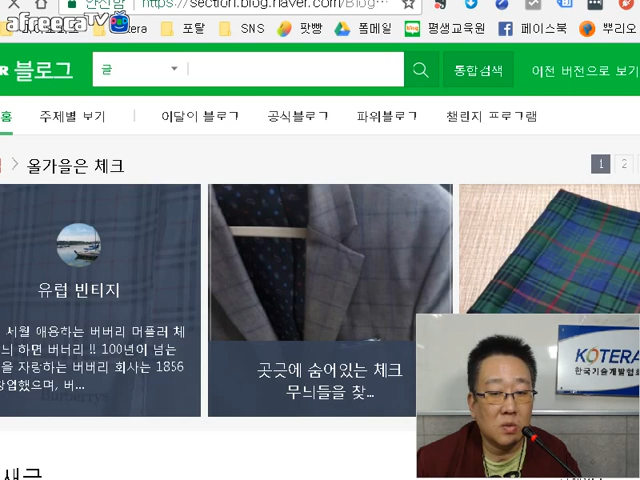 안전함 https://section.blog.naver.com/Blog
afreecaTV
포탈 SNS 팟빵 폼메일 평생교육원 페이스북 뿌리오
R 블로그 글 통합검색 이전 버전으로 보기
홈 주제별 보기 이달의 블로그 공식블로그 파워블로그 챌린지 프로그램
올가을은 체크 1 2
유럽 빈티지
세월 애용하는 버버리 머플러 체
늬 하면 버버리 !! 100년이 넘는
을 자랑하는 버버리 회사는 1856
창업했으며, 버...
곳곳에 숨어있는 체크
무늬들을 찾...
KOTERA
한국기술개발협회
새글